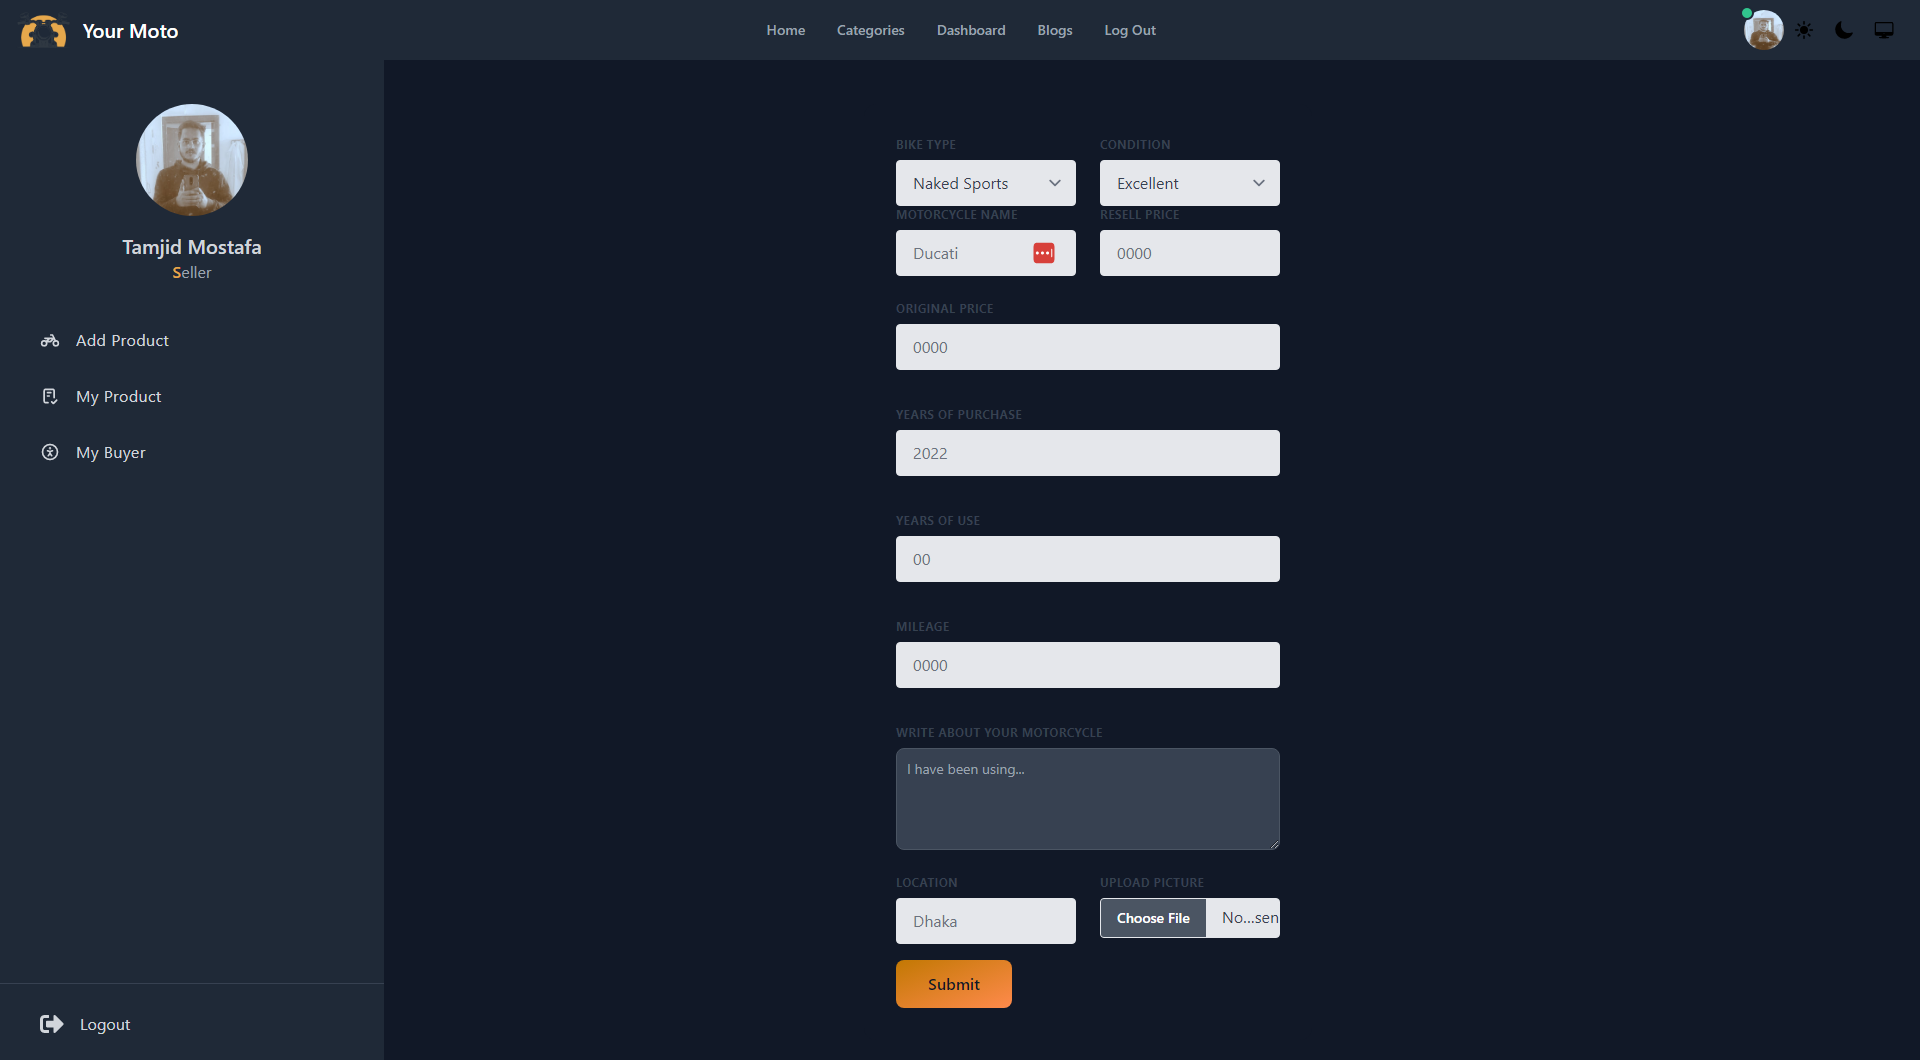 Your Moto
Home Categories Dashboard Blogs Log Out
Tamjid Mostafa
Seller
Add Product
My Product
My Buyer
Logout
BIKE TYPE CONDITION
Naked Sports Excellent
MOTORCYCLE NAME RESELL PRICE
Ducati 0000
ORIGINAL PRICE
0000
YEARS OF PURCHASE
2022
YEARS OF USE
00
MILEAGE
0000
WRITE ABOUT YOUR MOTORCYCLE
I have been using...
LOCATION UPLOAD PICTURE
Dhaka Choose File No...sen
Submit